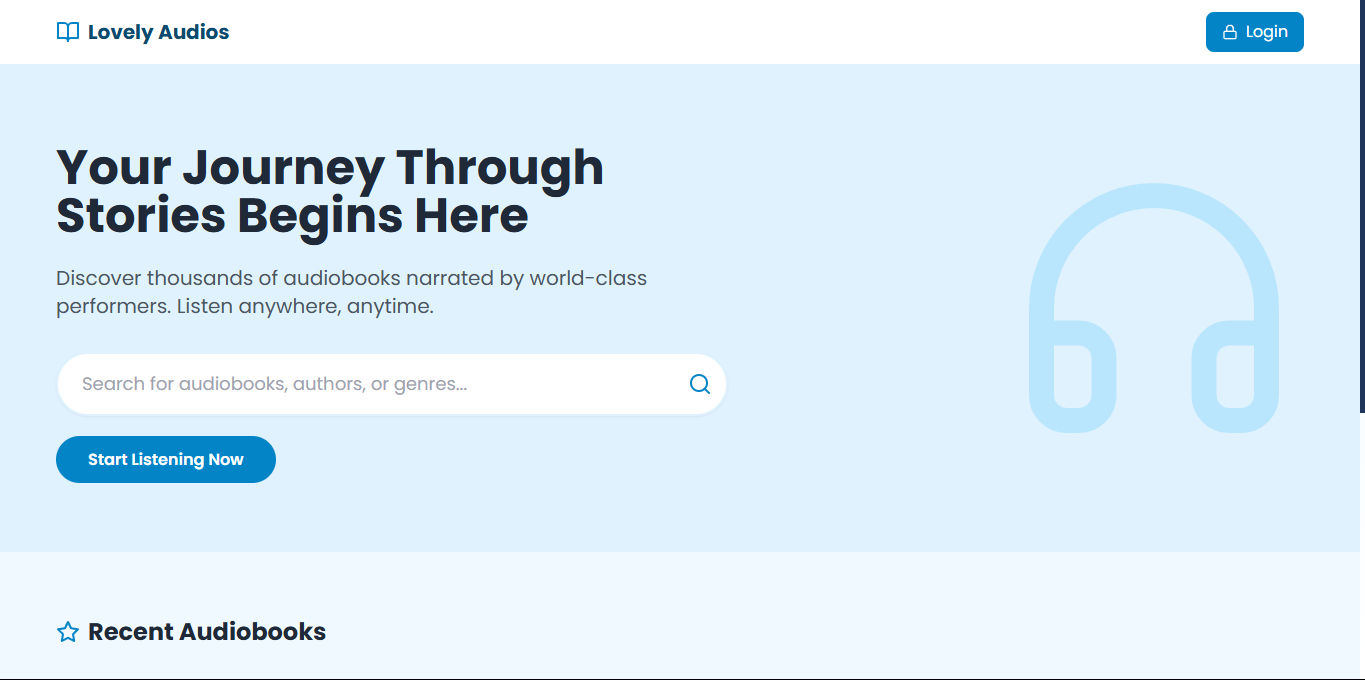 Lovely Audios
Login
Your Journey Through
Stories Begins Here
Discover thousands of audiobooks narrated by world-class
performers. Listen anywhere, anytime.
Search for audiobooks, authors, or genres...
Start Listening Now
Recent Audiobooks